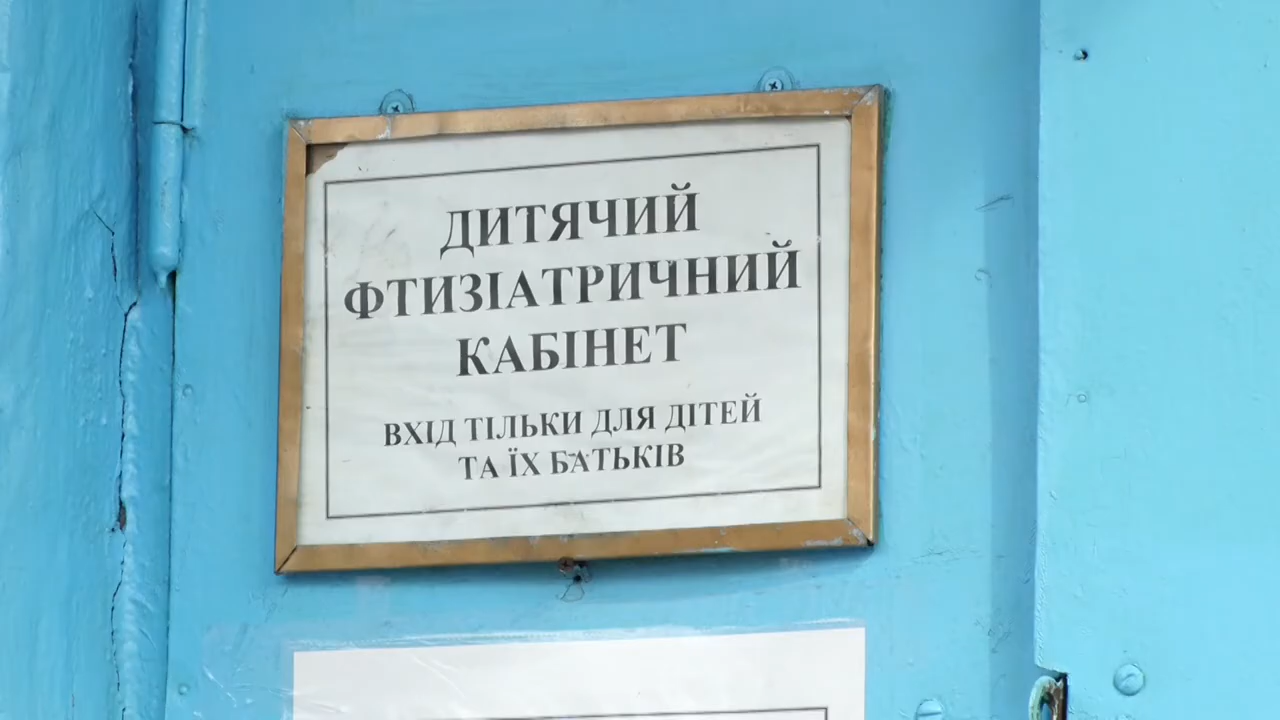 ДИТЯЧИЙ
ФТИЗІАТРИЧНИЙ
КАБІНЕТ
ВХІД ТІЛЬКИ ДЛЯ ДІТЕЙ
ТА ЇХ БАТЬКІВ